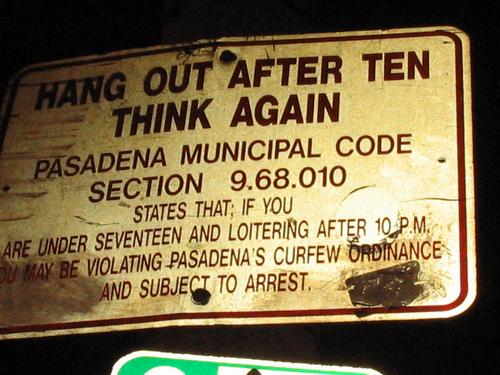 HANG OUT AFTER TEN
THINK AGAIN
PASADENA MUNICIPAL CODE
SECTION 9.68.010
STATES THAT; IF YOU
ARE UNDER SEVENTEEN AND LOITERING AFTER 10 P.M.
YOU MAY BE VIOLATING PASADENA'S CURFEW ORDINANCE
AND SUBJECT TO ARREST.